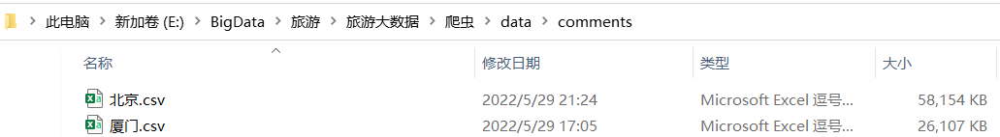 此电脑 > 新加卷 (E:) > BigData > 旅游 > 旅游大数据 > 爬虫 > data > comments
名称 修改日期 类型 大小
北京.csv 2022/5/29 21:24 Microsoft Excel 逗号... 58,154 KB
厦门.csv 2022/5/29 17:05 Microsoft Excel 逗号... 26,107 KB